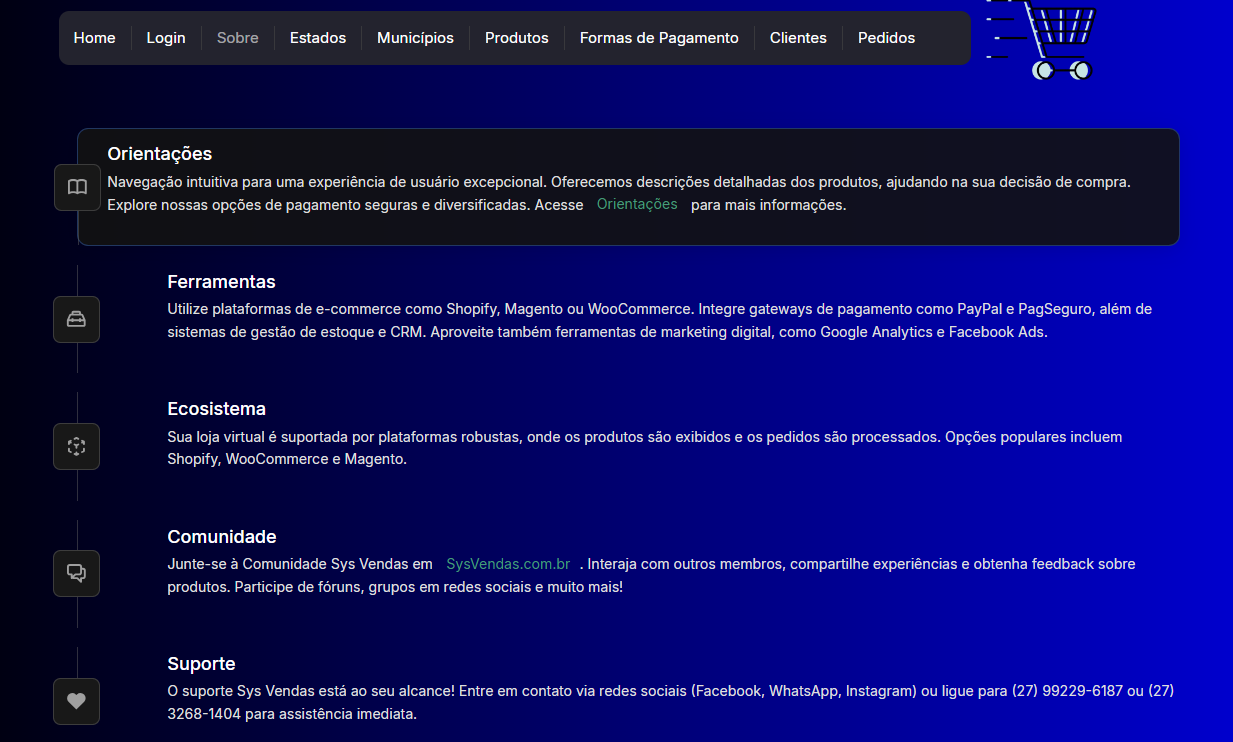 Home Login Sobre Estados Municípios Produtos Formas de Pagamento Clientes Pedidos
Orientações
Navegação intuitiva para uma experiência de usuário excepcional. Oferecemos descrições detalhadas dos produtos, ajudando na sua decisão de compra.
Explore nossas opções de pagamento seguras e diversificadas. Acesse Orientações para mais informações.
Ferramentas
Utilize plataformas de e-commerce como Shopify, Magento ou WooCommerce. Integre gateways de pagamento como PayPal e PagSeguro, além de
sistemas de gestão de estoque e CRM. Aproveite também ferramentas de marketing digital, como Google Analytics e Facebook Ads.
Ecosistema
Sua loja virtual é suportada por plataformas robustas, onde os produtos são exibidos e os pedidos são processados. Opções populares incluem
Shopify, WooCommerce e Magento.
Comunidade
Junte-se à Comunidade Sys Vendas em SysVendas.com.br . Interaja com outros membros, compartilhe experiências e obtenha feedback sobre
produtos. Participe de fóruns, grupos em redes sociais e muito mais!
Suporte
O suporte Sys Vendas está ao seu alcance! Entre em contato via redes sociais (Facebook, WhatsApp, Instagram) ou ligue para (27) 99229-6187 ou (27)
3268-1404 para assistência imediata.